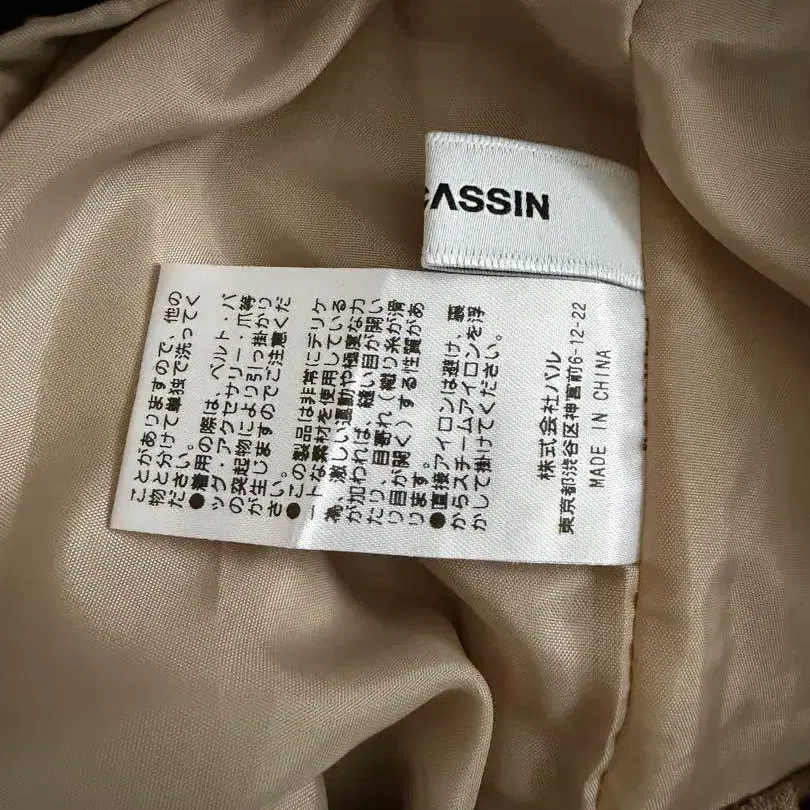 CASSIN
ことがありますので、他の
物と分けて単独で洗ってく
ださい。
●着用の際は、ベルト・バ
ッグ・アクセサリー・爪等
の突起物により引っ掛かり
が生じますのでご注意くだ
さい。
●この製品は非常にデリケ
ートな素材を使用している
為、激しい運動や極度な力
が加われば、縫い目が開い
たり、目寄れ(織り糸が滑
り目が開く)する性質があ
ります。
●直接アイロンは避け、裏
からスチームアイロンを浮
かして掛けてください。
株式会社パル
東京都渋谷区神宮前6-12-22
MADE IN CHINA